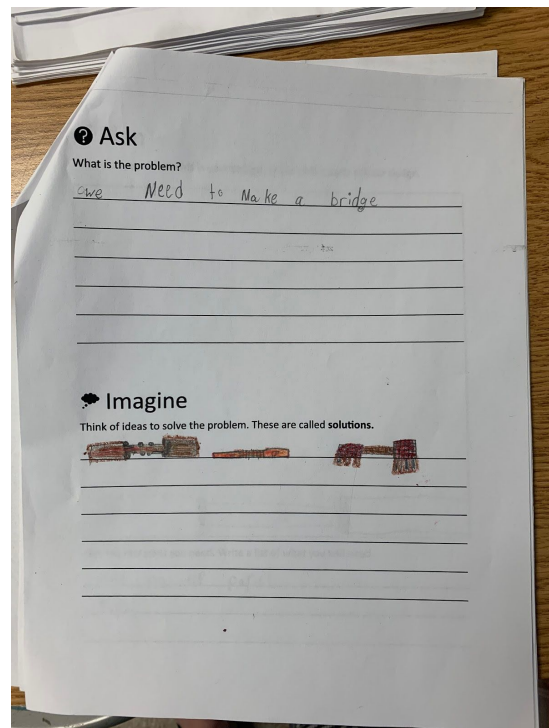 Ask
What is the problem?
we Need to Make a bridge
Imagine
Think of ideas to solve the problem. These are called solutions.